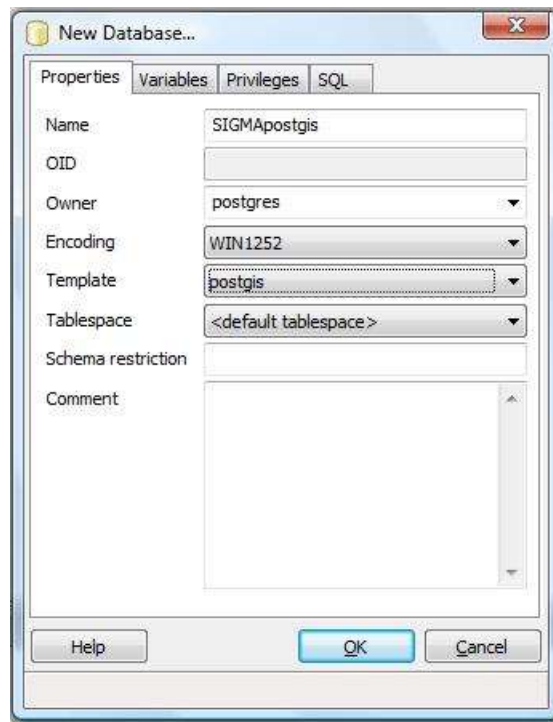 New Database...
Properties Variables Privileges SQL
Name SIGMApostgis
OID
Owner postgres
Encoding WIN1252
Template postgis
Tablespace <default tablespace>
Schema restriction
Comment
Help OK Cancel